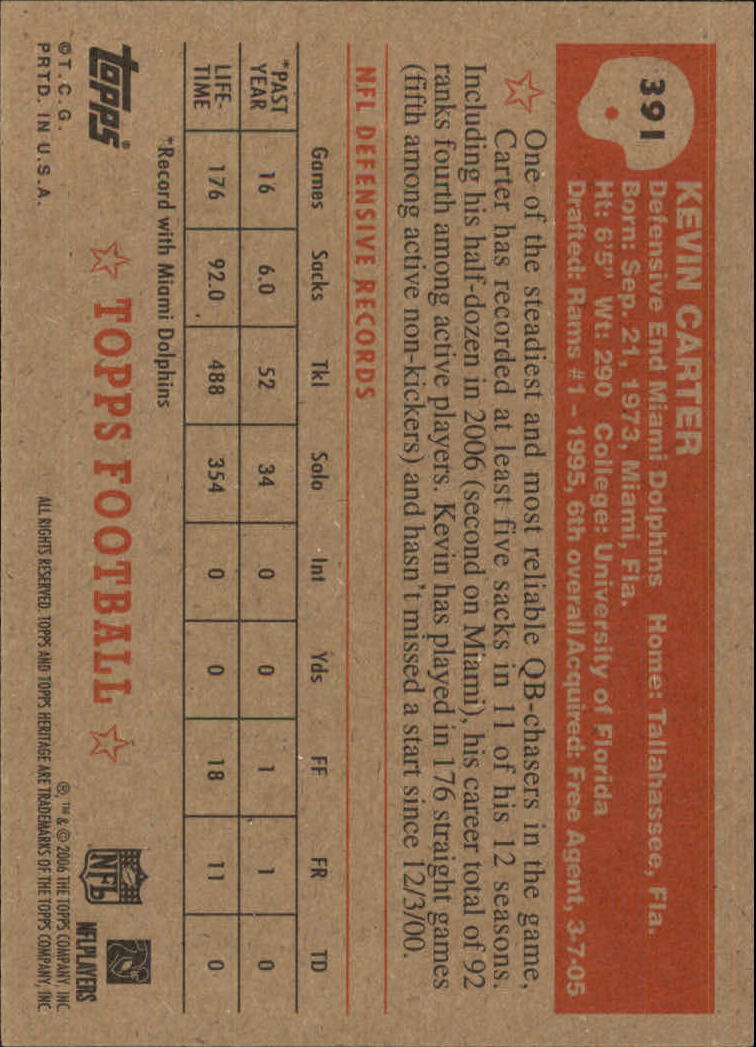 391
KEVIN CARTER
Defensive End Miami Dolphins Home: Tallahassee, Fla.
Born: Sep. 21, 1973, Miami, Fla.
Ht: 6'5" Wt: 290 College: University of Florida
Drafted: Rams #1 – 1995, 6th overall Acquired: Free Agent, 3-7-05
One of the steadiest and most reliable QB-chasers in the game,
Carter has recorded at least five sacks in 11 of his 12 seasons.
Including his half-dozen in 2006 (second on Miami), his career total of 92
ranks fourth among active players. Kevin has played in 176 straight games
(fifth among active non-kickers) and hasn't missed a start since 12/3/00.
NFL DEFENSIVE RECORDS
Games Sacks Tkl Solo Int Yds FF FR TD
*PAST YEAR 16 6.0 52 34 0 0 1 1 0
LIFE-TIME 176 92.0 488 354 0 0 18 11 0
*Record with Miami Dolphins
topps®
TOPPS FOOTBALL
NFL
NFLPLAYERS
©T.C.G.
PRTD. IN U.S.A.
®, ™ & © 2006 THE TOPPS COMPANY, INC.
ALL RIGHTS RESERVED. TOPPS AND TOPPS HERITAGE ARE TRADEMARKS OF THE TOPPS COMPANY, INC.